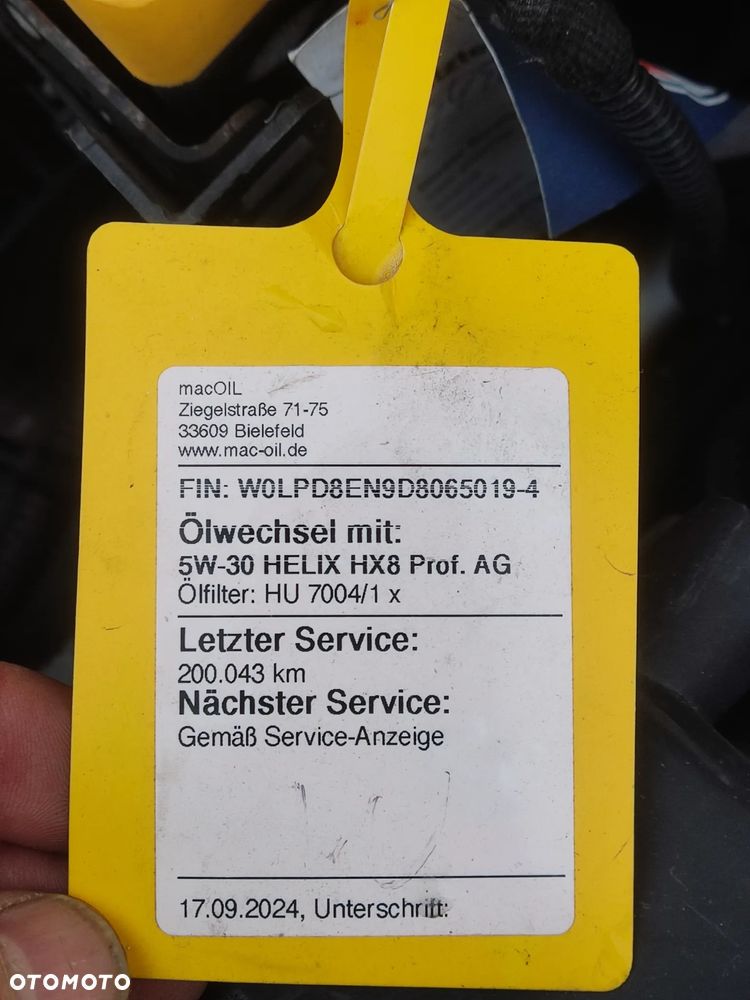 macOIL
Ziegelstraße 71-75
33609 Bielefeld
www.mac-oil.de
FIN: W0LPD8EN9D8065019-4
Ölwechsel mit:
5W-30 HELIX HX8 Prof. AG
Ölfilter: HU 7004/1 x
Letzter Service:
200.043 km
Nächster Service:
Gemäß Service-Anzeige
17.09.2024, Unterschrift:
OTOMOTO